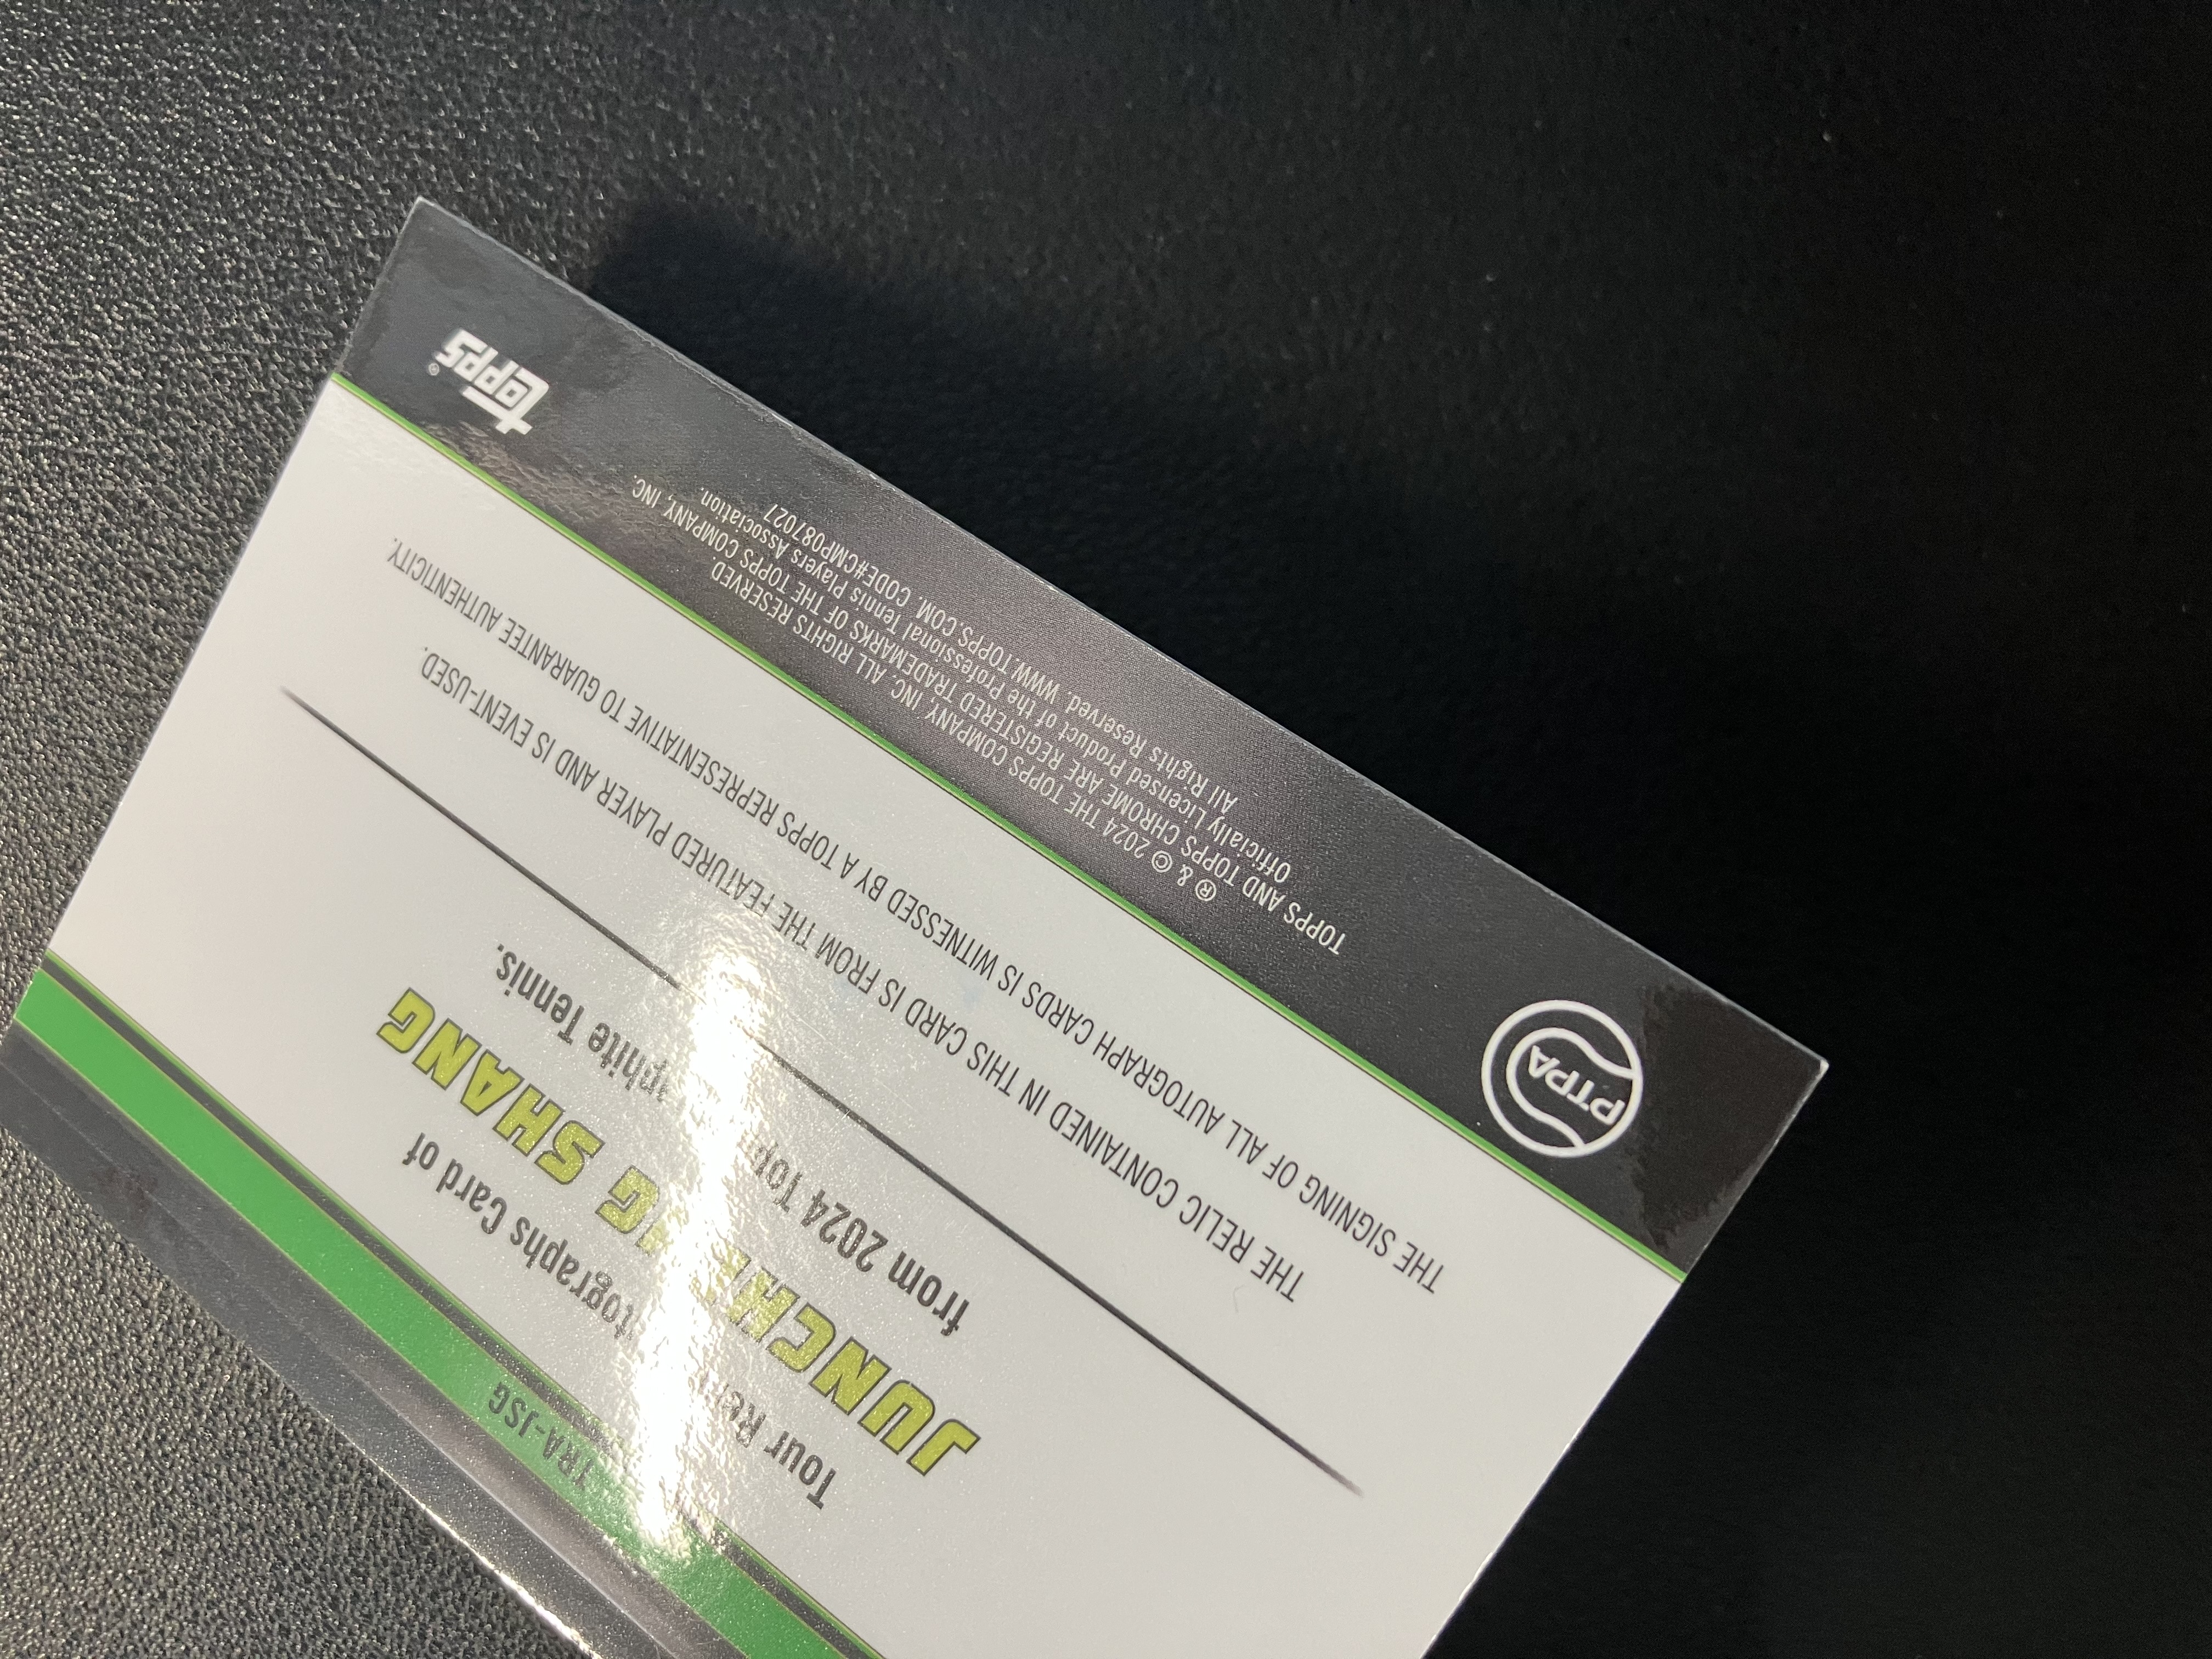 TRA-JSG
Tour Re tographs Card of
JUNCH G SHANG
from 2024 Top aphite Tennis.
THE RELIC CONTAINED IN THIS CARD IS FROM THE FEATURED PLAYER AND IS EVENT-USED.
THE SIGNING OF ALL AUTOGRAPH CARDS IS WITNESSED BY A TOPPS REPRESENTATIVE TO GUARANTEE AUTHENTICITY.
PTPA
® & © 2024 THE TOPPS COMPANY INC. ALL RIGHTS RESERVED.
TOPPS AND TOPPS CHROME ARE REGISTERED TRADEMARKS OF THE TOPPS COMPANY, INC.
Officially Licensed Product of the Professional Tennis Players Association.
All Rights Reserved. WWW.TOPPS.COM. CODE#CMP087027
topps®